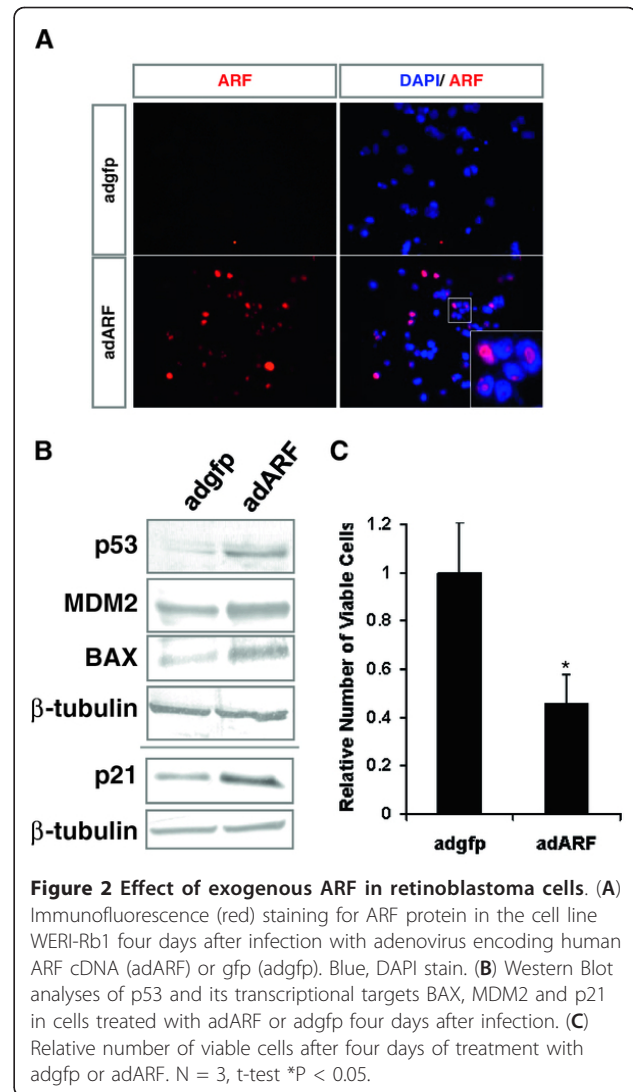 A
ARF
DAPI/ ARF
adgfp
adARF
B
adgfp
adARF
p53
MDM2
BAX
β-tubulin
p21
β-tubulin
C
Relative Number of Viable Cells
1.2
1
0.8
0.6
0.4
0.2
0
*
adgfp
adARF
Figure 2 Effect of exogenous ARF in retinoblastoma cells. (A)
Immunofluorescence (red) staining for ARF protein in the cell line
WERI-Rb1 four days after infection with adenovirus encoding human
ARF cDNA (adARF) or gfp (adgfp). Blue, DAPI stain. (B) Western Blot
analyses of p53 and its transcriptional targets BAX, MDM2 and p21
in cells treated with adARF or adgfp four days after infection. (C)
Relative number of viable cells after four days of treatment with
adgfp or adARF. N = 3, t-test *P < 0.05.